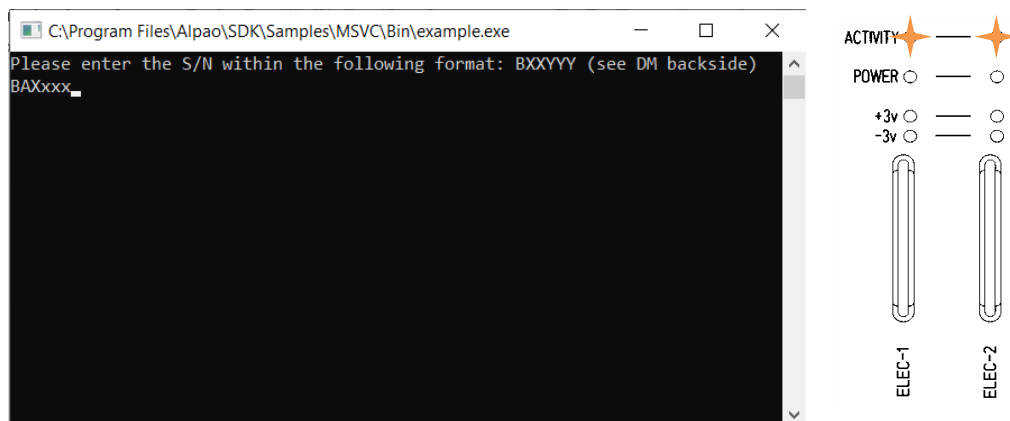 C:\Program Files\Alpao\SDK\Samples\MSVC\Bin\example.exe
Please enter the S/N within the following format: BXXYYY (see DM backside)
BAXxxx_
ACTIVITY
POWER
+3v
-3v
ELEC-1
ELEC-2